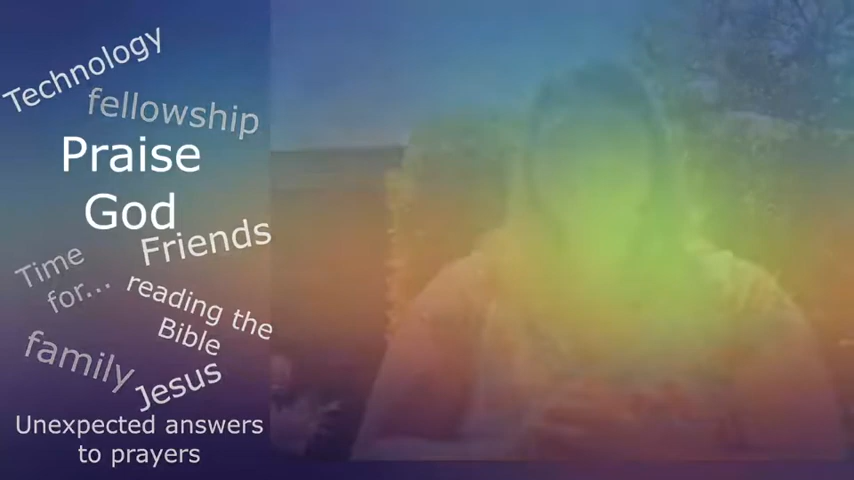 Technology
fellowship
Praise
God
Friends
Time
for...
reading the
Bible
family
Jesus
Unexpected answers
to prayers